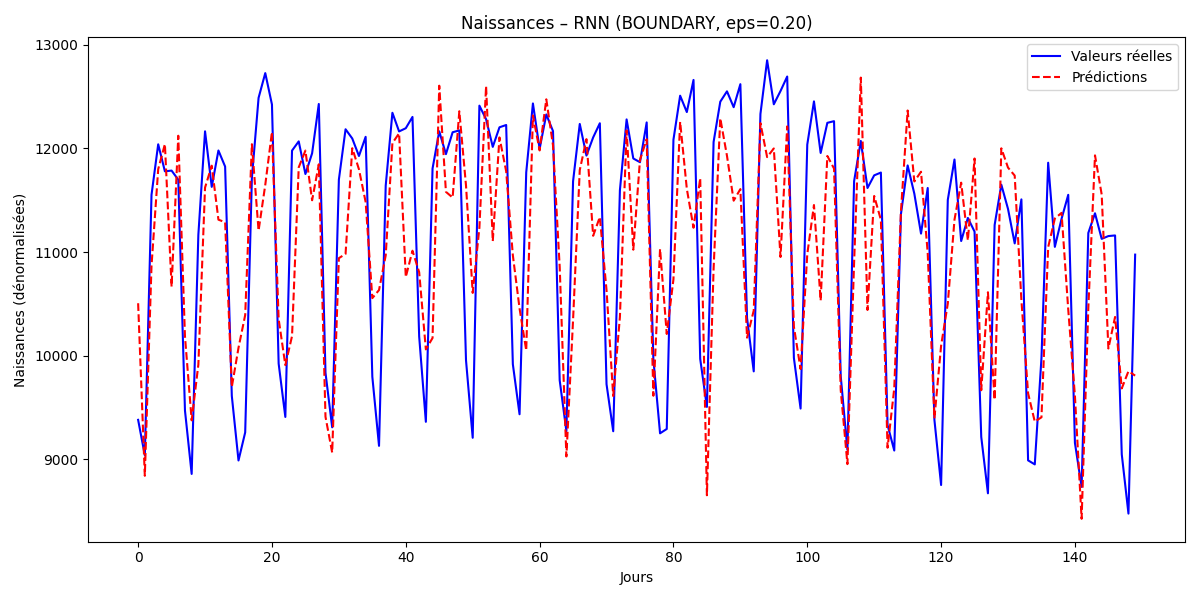 Naissances – RNN (BOUNDARY, eps=0.20)
Valeurs réelles
Prédictions
Naissances (dénormalisées)
13000
12000
11000
10000
9000
0 20 40 60 80 100 120 140
Jours